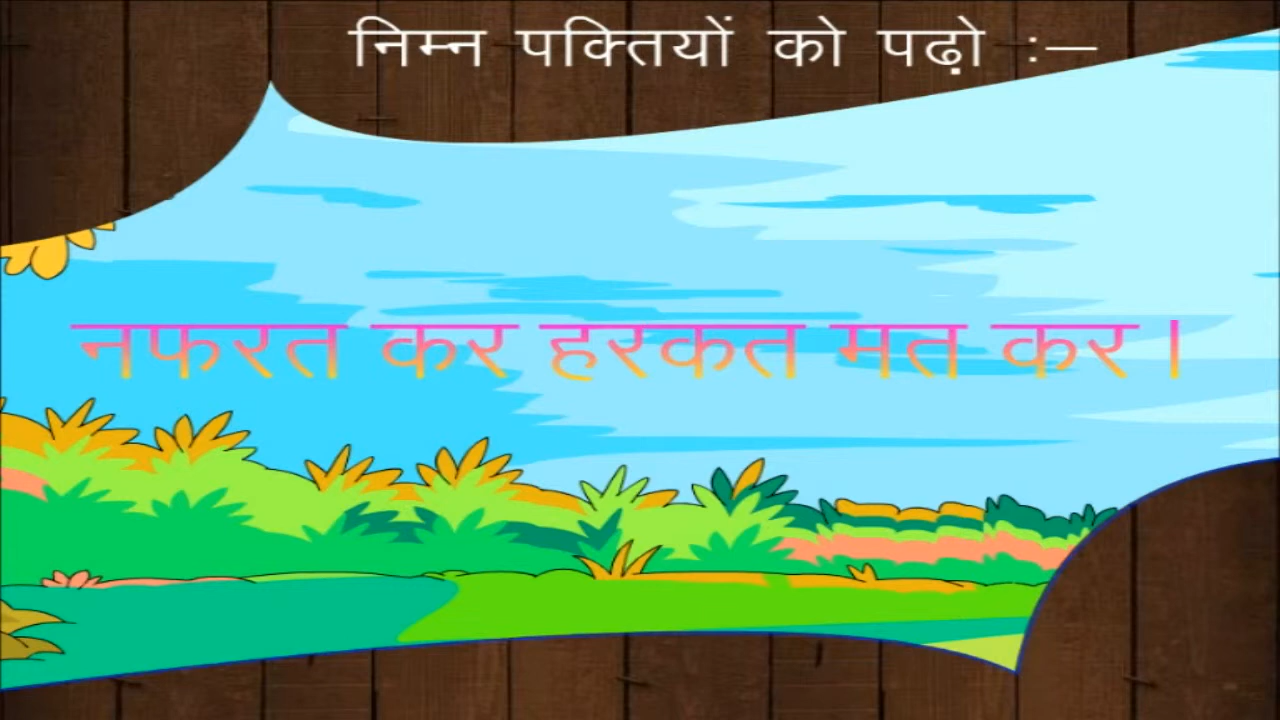 निम्न पक्तियों को पढ़ो :—
नफरत कर हरकत मत कर ।